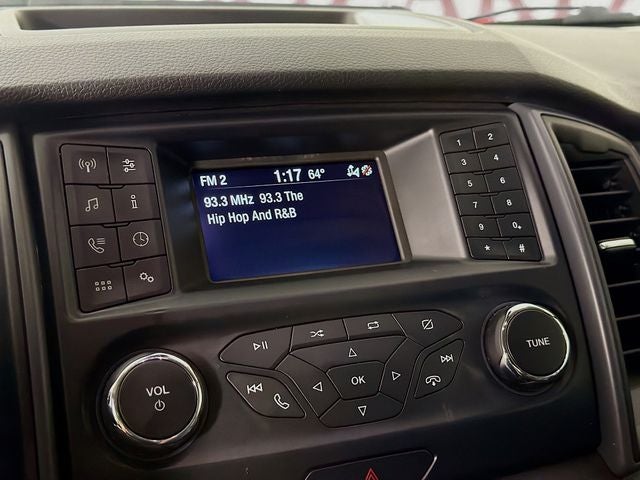 FM 2 1:17 64°
93.3 MHz 93.3 The
Hip Hop And R&B
1 2
3 4
5 6
7 8
9 0+
* #
i
OK
VOL
TUNE